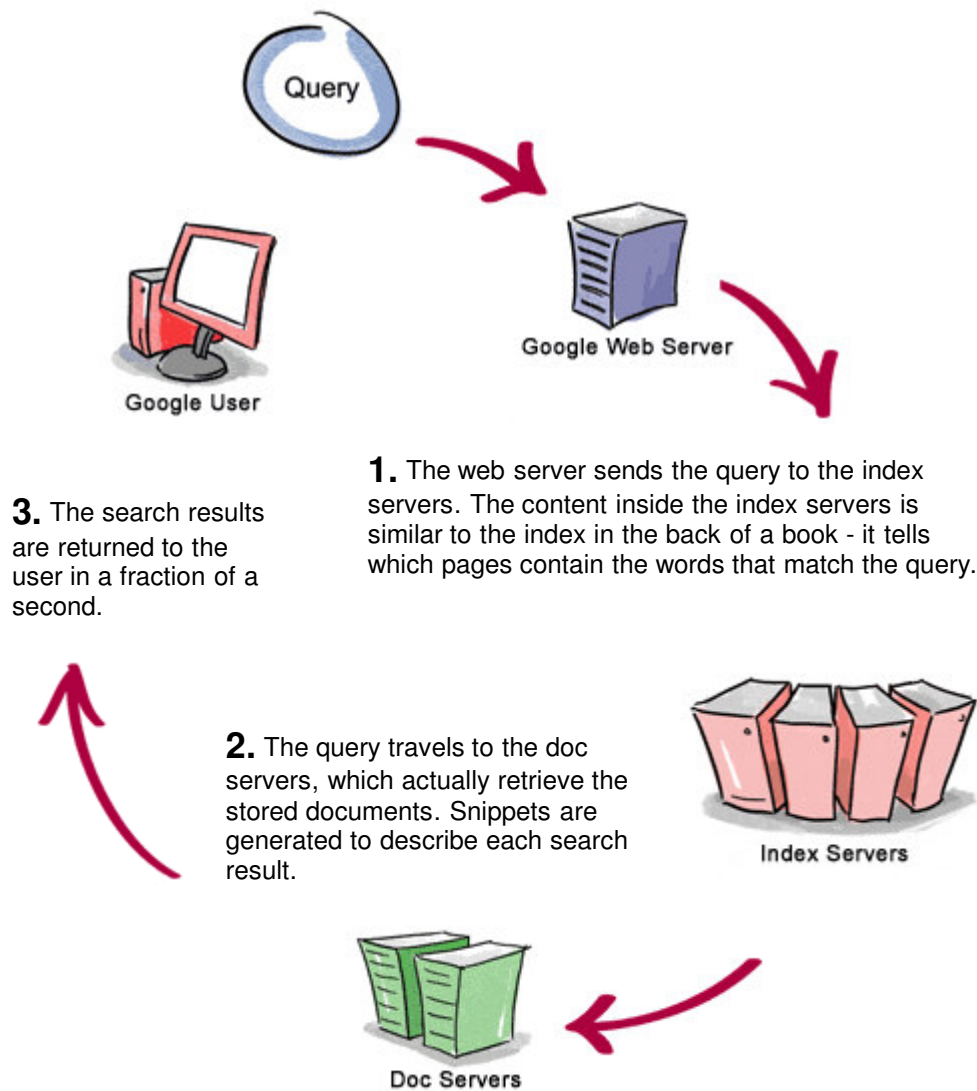 Query
Google Web Server
Google User
1. The web server sends the query to the index
servers. The content inside the index servers is
similar to the index in the back of a book - it tells
which pages contain the words that match the query.
3. The search results
are returned to the
user in a fraction of a
second.
2. The query travels to the doc
servers, which actually retrieve the
stored documents. Snippets are
generated to describe each search
result.
Index Servers
Doc Servers